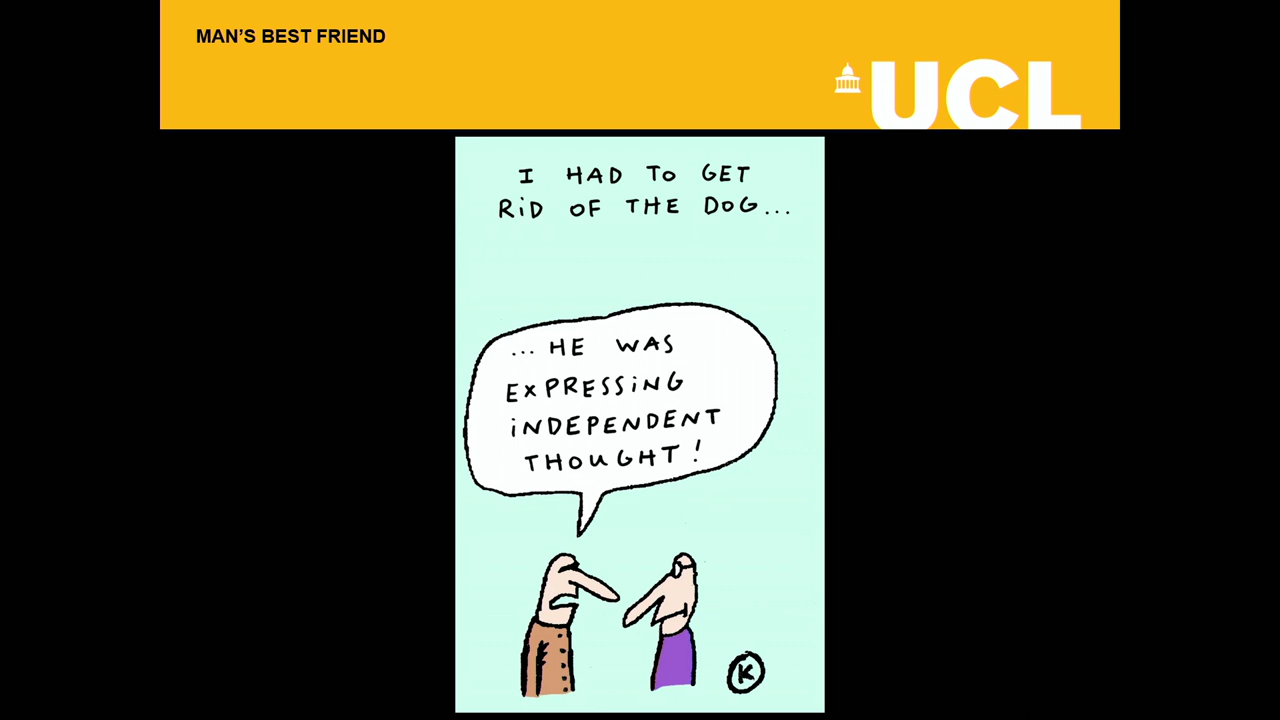 MAN'S BEST FRIEND
UCL
I HAD TO GET
RiD OF THE DOG...
... HE WAS
EXPRESSiNG
iNDEPENDENT
THOUGHT!
K